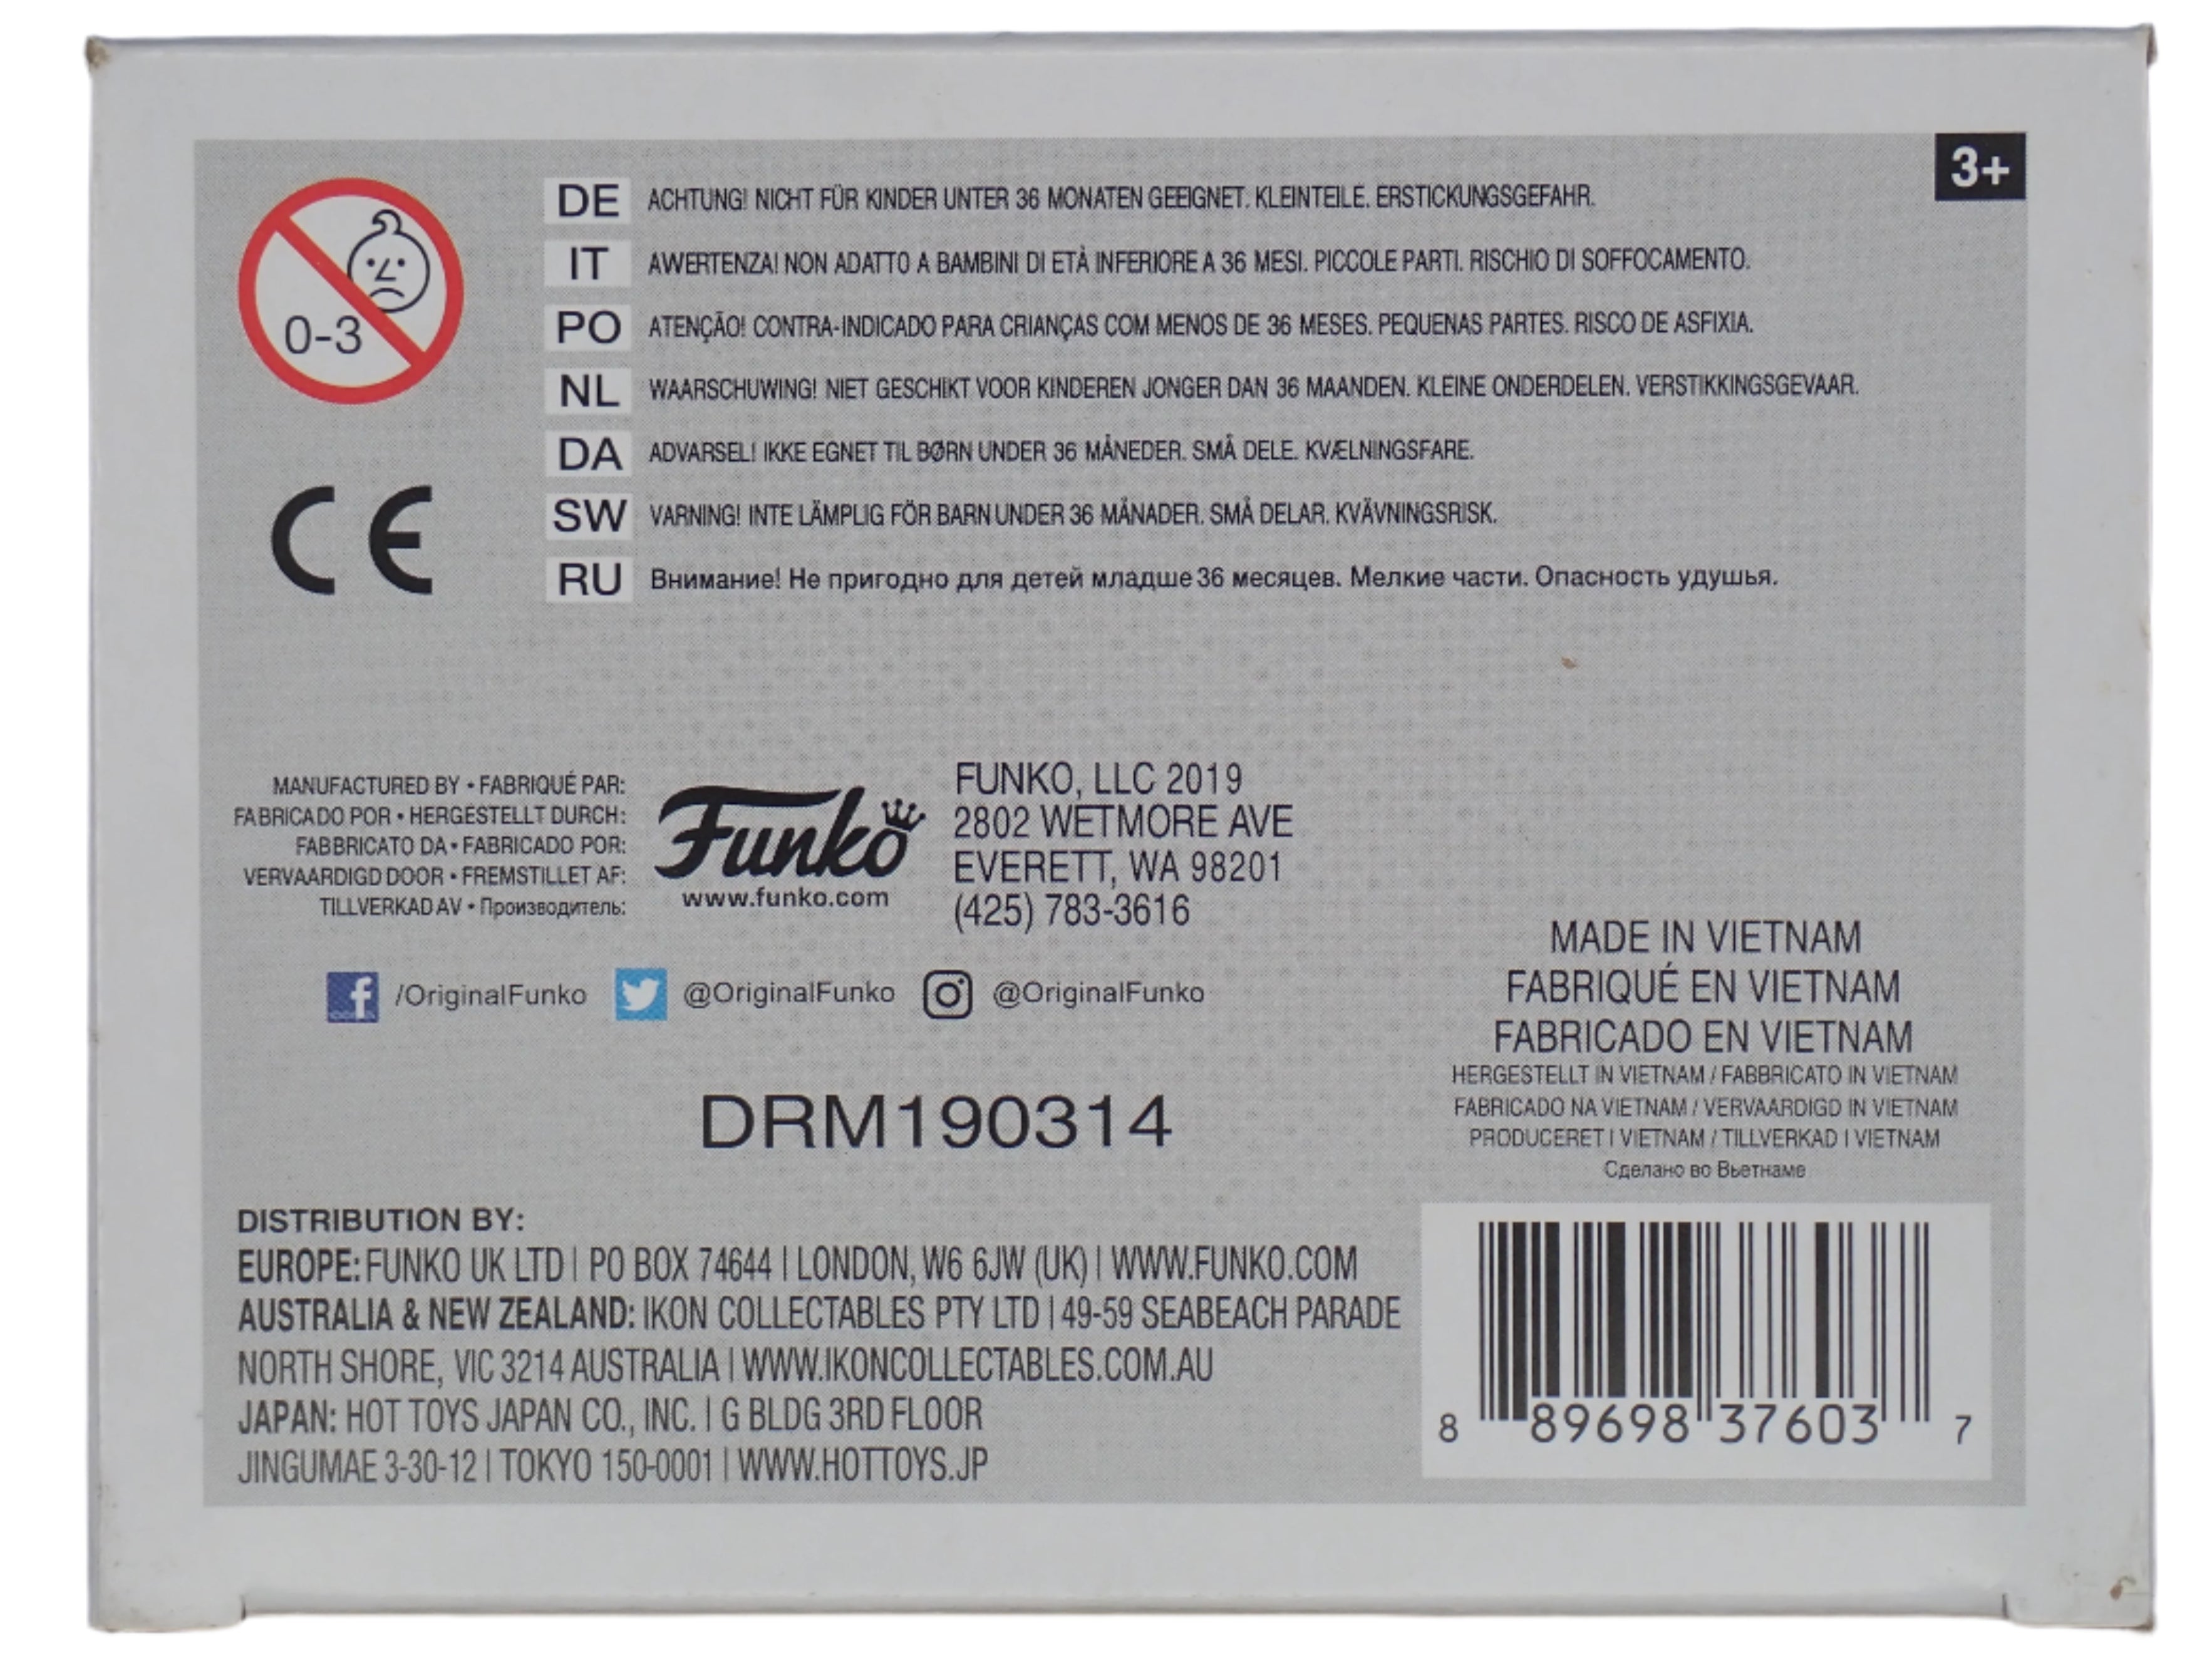 3+
0-3
DE ACHTUNG! NICHT FÜR KINDER UNTER 36 MONATEN GEEIGNET. KLEINTEILE. ERSTICKUNGSGEFAHR.
IT AWERTENZA! NON ADATTO A BAMBINI DI ETÀ INFERIORE A 36 MESI. PICCOLE PARTI. RISCHIO DI SOFFOCAMENTO.
PO ATENÇÃO! CONTRA-INDICADO PARA CRIANÇAS COM MENOS DE 36 MESES. PEQUENAS PARTES. RISCO DE ASFIXIA.
NL WAARSCHUWING! NIET GESCHIKT VOOR KINDEREN JONGER DAN 36 MAANDEN. KLEINE ONDERDELEN. VERSTIKKINGSGEVAAR.
DA ADVARSEL! IKKE EGNET TIL BØRN UNDER 36 MÅNEDER. SMÅ DELE. KVÆLNINGSFARE.
SW VARNING! INTE LÄMPLIG FÖR BARN UNDER 36 MÅNADER. SMÅ DELAR. KVÄVNINGSRISK.
RU Внимание! Не пригодно для детей младше 36 месяцев. Мелкие части. Опасность удушья.
CE
MANUFACTURED BY • FABRIQUÉ PAR:
FABRICADO POR • HERGESTELLT DURCH:
FABBRICATO DA • FABRICADO POR:
VERVAARDIGD DOOR • FREMSTILLET AF:
TILLVERKAD AV • Производитель:
Funko
www.funko.com
FUNKO, LLC 2019
2802 WETMORE AVE
EVERETT, WA 98201
(425) 783-3616
/OriginalFunko @OriginalFunko @OriginalFunko
DRM190314
MADE IN VIETNAM
FABRIQUÉ EN VIETNAM
FABRICADO EN VIETNAM
HERGESTELLT IN VIETNAM / FABBRICATO IN VIETNAM
FABRICADO NA VIETNAM / VERVAARDIGD IN VIETNAM
PRODUCERET I VIETNAM / TILLVERKAD I VIETNAM
Сделано во Вьетнаме
DISTRIBUTION BY:
EUROPE: FUNKO UK LTD | PO BOX 74644 | LONDON, W6 6JW (UK) | WWW.FUNKO.COM
AUSTRALIA & NEW ZEALAND: IKON COLLECTABLES PTY LTD | 49-59 SEABEACH PARADE
NORTH SHORE, VIC 3214 AUSTRALIA | WWW.IKONCOLLECTABLES.COM.AU
JAPAN: HOT TOYS JAPAN CO., INC. | G BLDG 3RD FLOOR
JINGUMAE 3-30-12 | TOKYO 150-0001 | WWW.HOTTOYS.JP
8 89698 37603 7